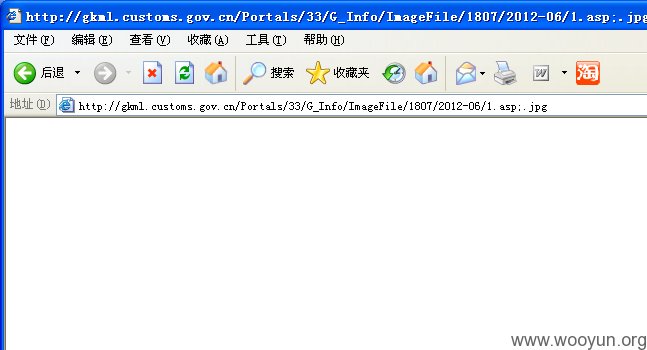 http://gkml.customs.gov.cn/Portals/33/G_Info/ImageFile/1807/2012-06/1.asp;.jpg
文件(F) 编辑(E) 查看(V) 收藏(A) 工具(T) 帮助(H)
后退 搜索 收藏夹 W 淘
地址(D) http://gkml.customs.gov.cn/Portals/33/G_Info/ImageFile/1807/2012-06/1.asp;.jpg
www.wooyun.org